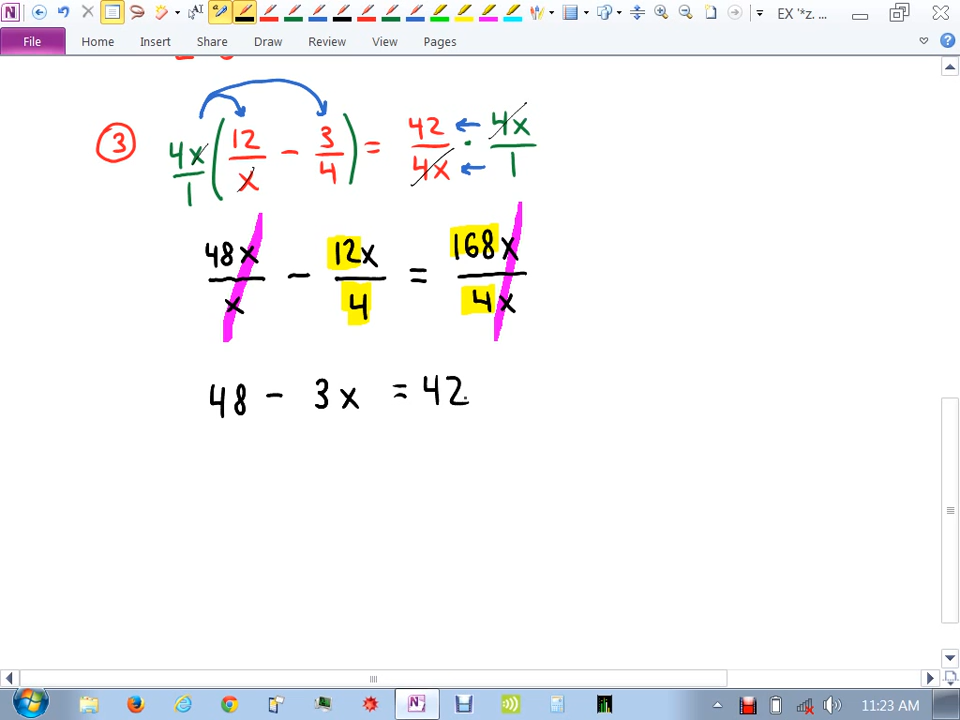 EX '*z. ...
File Home Insert Share Draw Review View Pages
③ 4x/1 (12/x - 3/4) = 42/4x · 4x/1
48x/x - 12x/4 = 168x/4x
48 - 3x = 42
11:23 AM